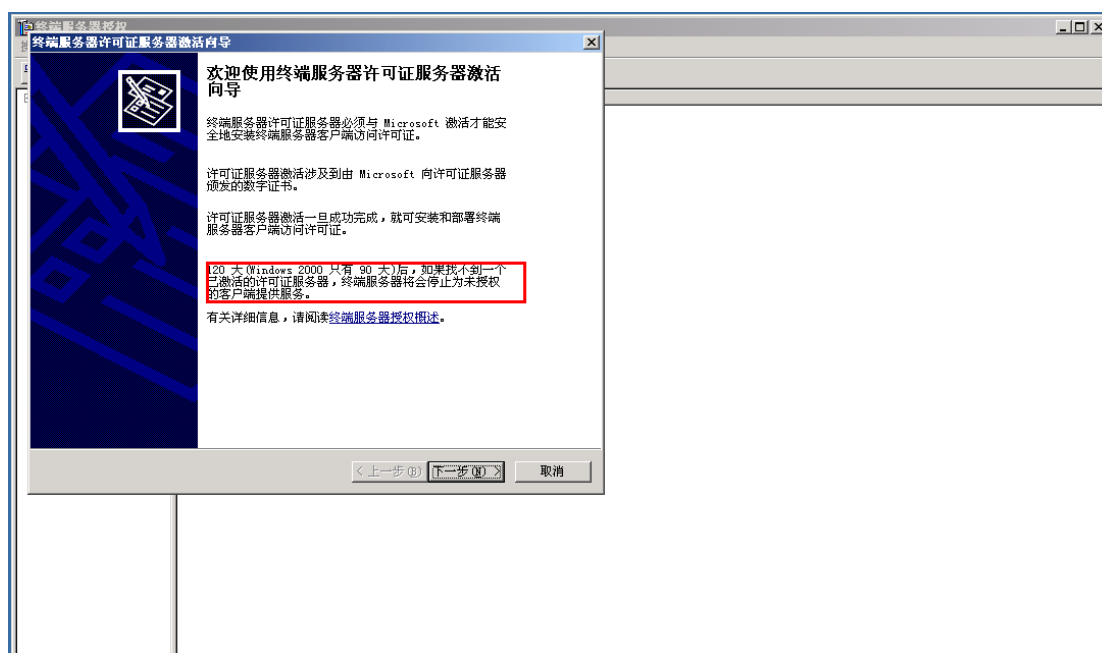 终端服务器授权
终端服务器许可证服务器激活向导
欢迎使用终端服务器许可证服务器激活
向导
终端服务器许可证服务器必须与 Microsoft 激活才能安
全地安装终端服务器客户端访问许可证。
许可证服务器激活涉及到由 Microsoft 向许可证服务器
颁发的数字证书。
许可证服务器激活一旦成功完成，就可安装和部署终端
服务器客户端访问许可证。
120 天(Windows 2000 只有 90 天)后，如果找不到一个
已激活的许可证服务器，终端服务器将会停止为未授权
的客户端提供服务。
有关详细信息，请阅读终端服务器授权概述。
< 上一步(B) 下一步(N) > 取消